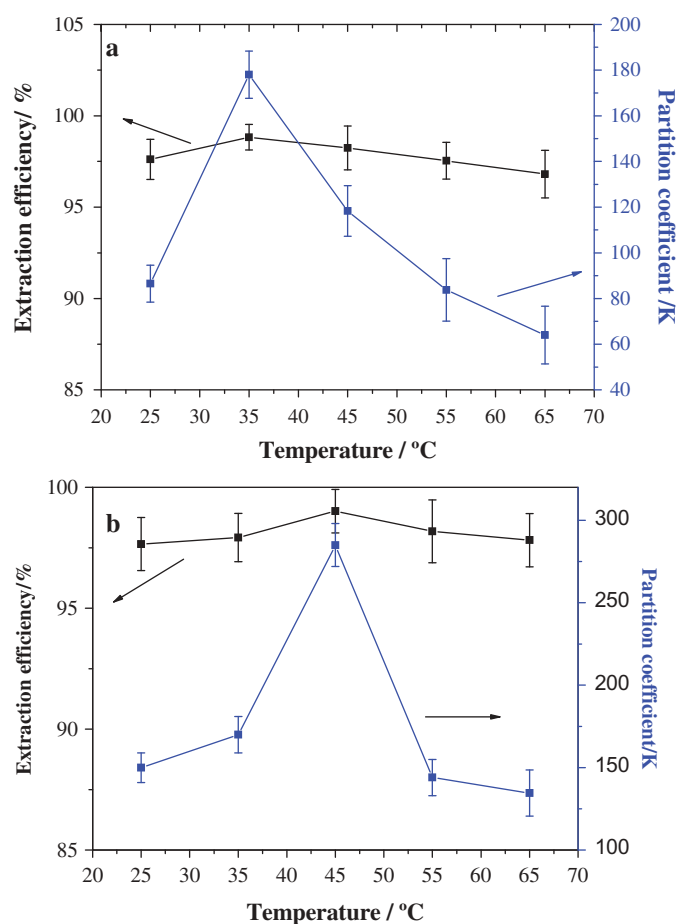 a
105
100
95
90
85
Extraction efficiency/ %
200
180
160
140
120
100
80
60
40
Partition coefficient /K
20 25 30 35 40 45 50 55 60 65 70
Temperature / ºC
b
100
95
90
85
Extraction efficiency/%
300
250
200
150
100
Partition coefficient/K
20 25 30 35 40 45 50 55 60 65 70
Temperature / ºC